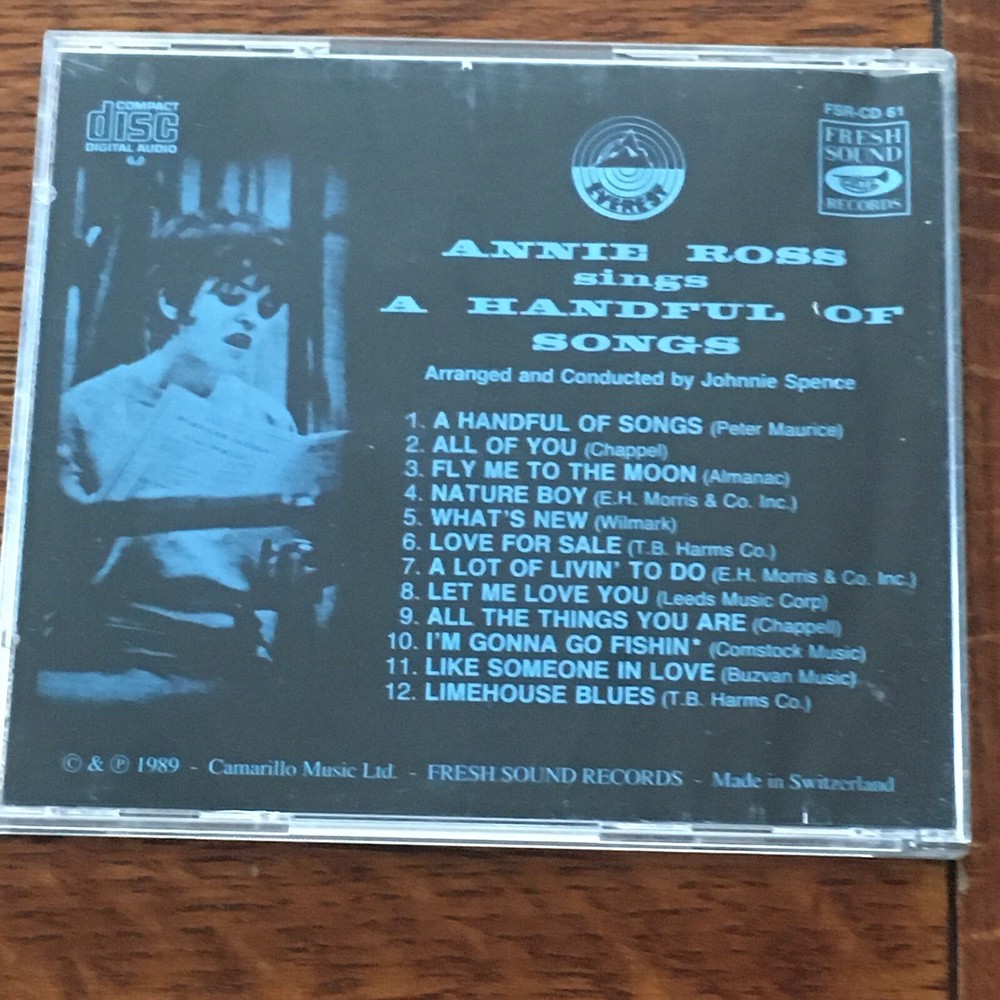 COMPACT
disc
DIGITAL AUDIO
EVEREST
FSR-CD 61
FRESH
SOUND
RECORDS
ANNIE ROSS
sings
A HANDFUL OF
SONGS
Arranged and Conducted by Johnnie Spence
1. A HANDFUL OF SONGS (Peter Maurice)
2. ALL OF YOU (Chappel)
3. FLY ME TO THE MOON (Almanac)
4. NATURE BOY (E.H. Morris & Co. Inc.)
5. WHAT'S NEW (Wilmark)
6. LOVE FOR SALE (T.B. Harms Co.)
7. A LOT OF LIVIN' TO DO (E.H. Morris & Co. Inc.)
8. LET ME LOVE YOU (Leeds Music Corp)
9. ALL THE THINGS YOU ARE (Chappell)
10. I'M GONNA GO FISHIN' (Comstock Music)
11. LIKE SOMEONE IN LOVE (Buzvan Music)
12. LIMEHOUSE BLUES (T.B. Harms Co.)
© & ℗ 1989 - Camarillo Music Ltd. - FRESH SOUND RECORDS - Made in Switzerland